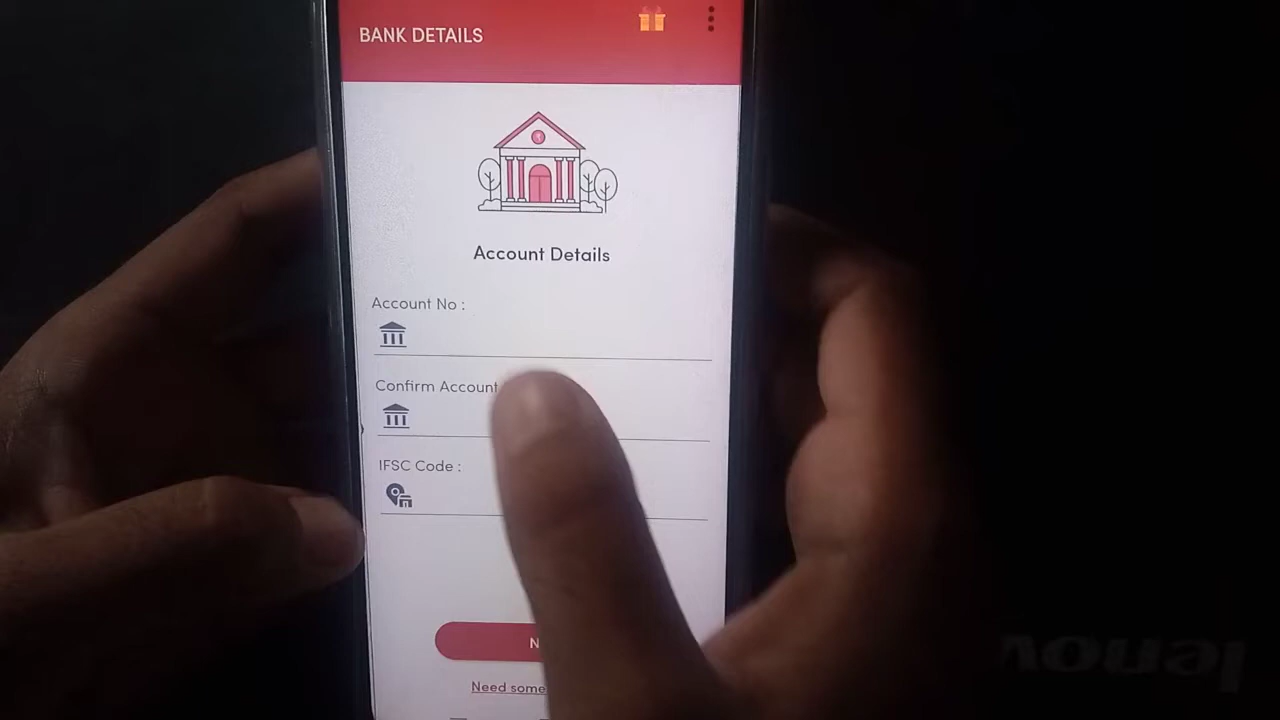 BANK DETAILS
Account Details
Account No :
Confirm Account
IFSC Code :
N
Need some
lenovo